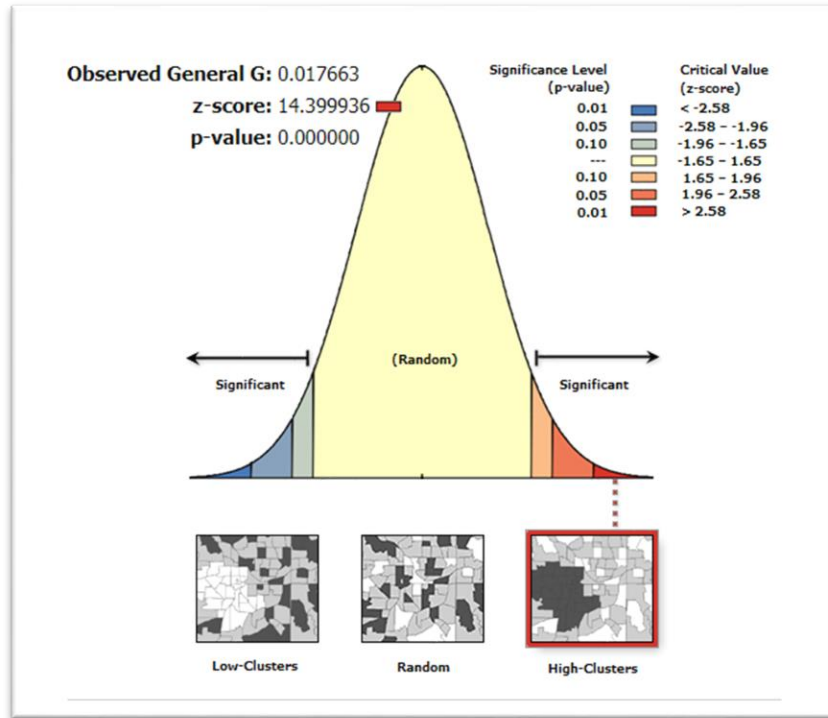 Observed General G: 0.017663
z-score: 14.399936
p-value: 0.000000
Significance Level
(p-value)
Critical Value
(z-score)
0.01 < -2.58
0.05 -2.58 – -1.96
0.10 -1.96 – -1.65
--- -1.65 – 1.65
0.10 1.65 – 1.96
0.05 1.96 – 2.58
0.01 > 2.58
(Random)
Significant
Significant
Low-Clusters
Random
High-Clusters